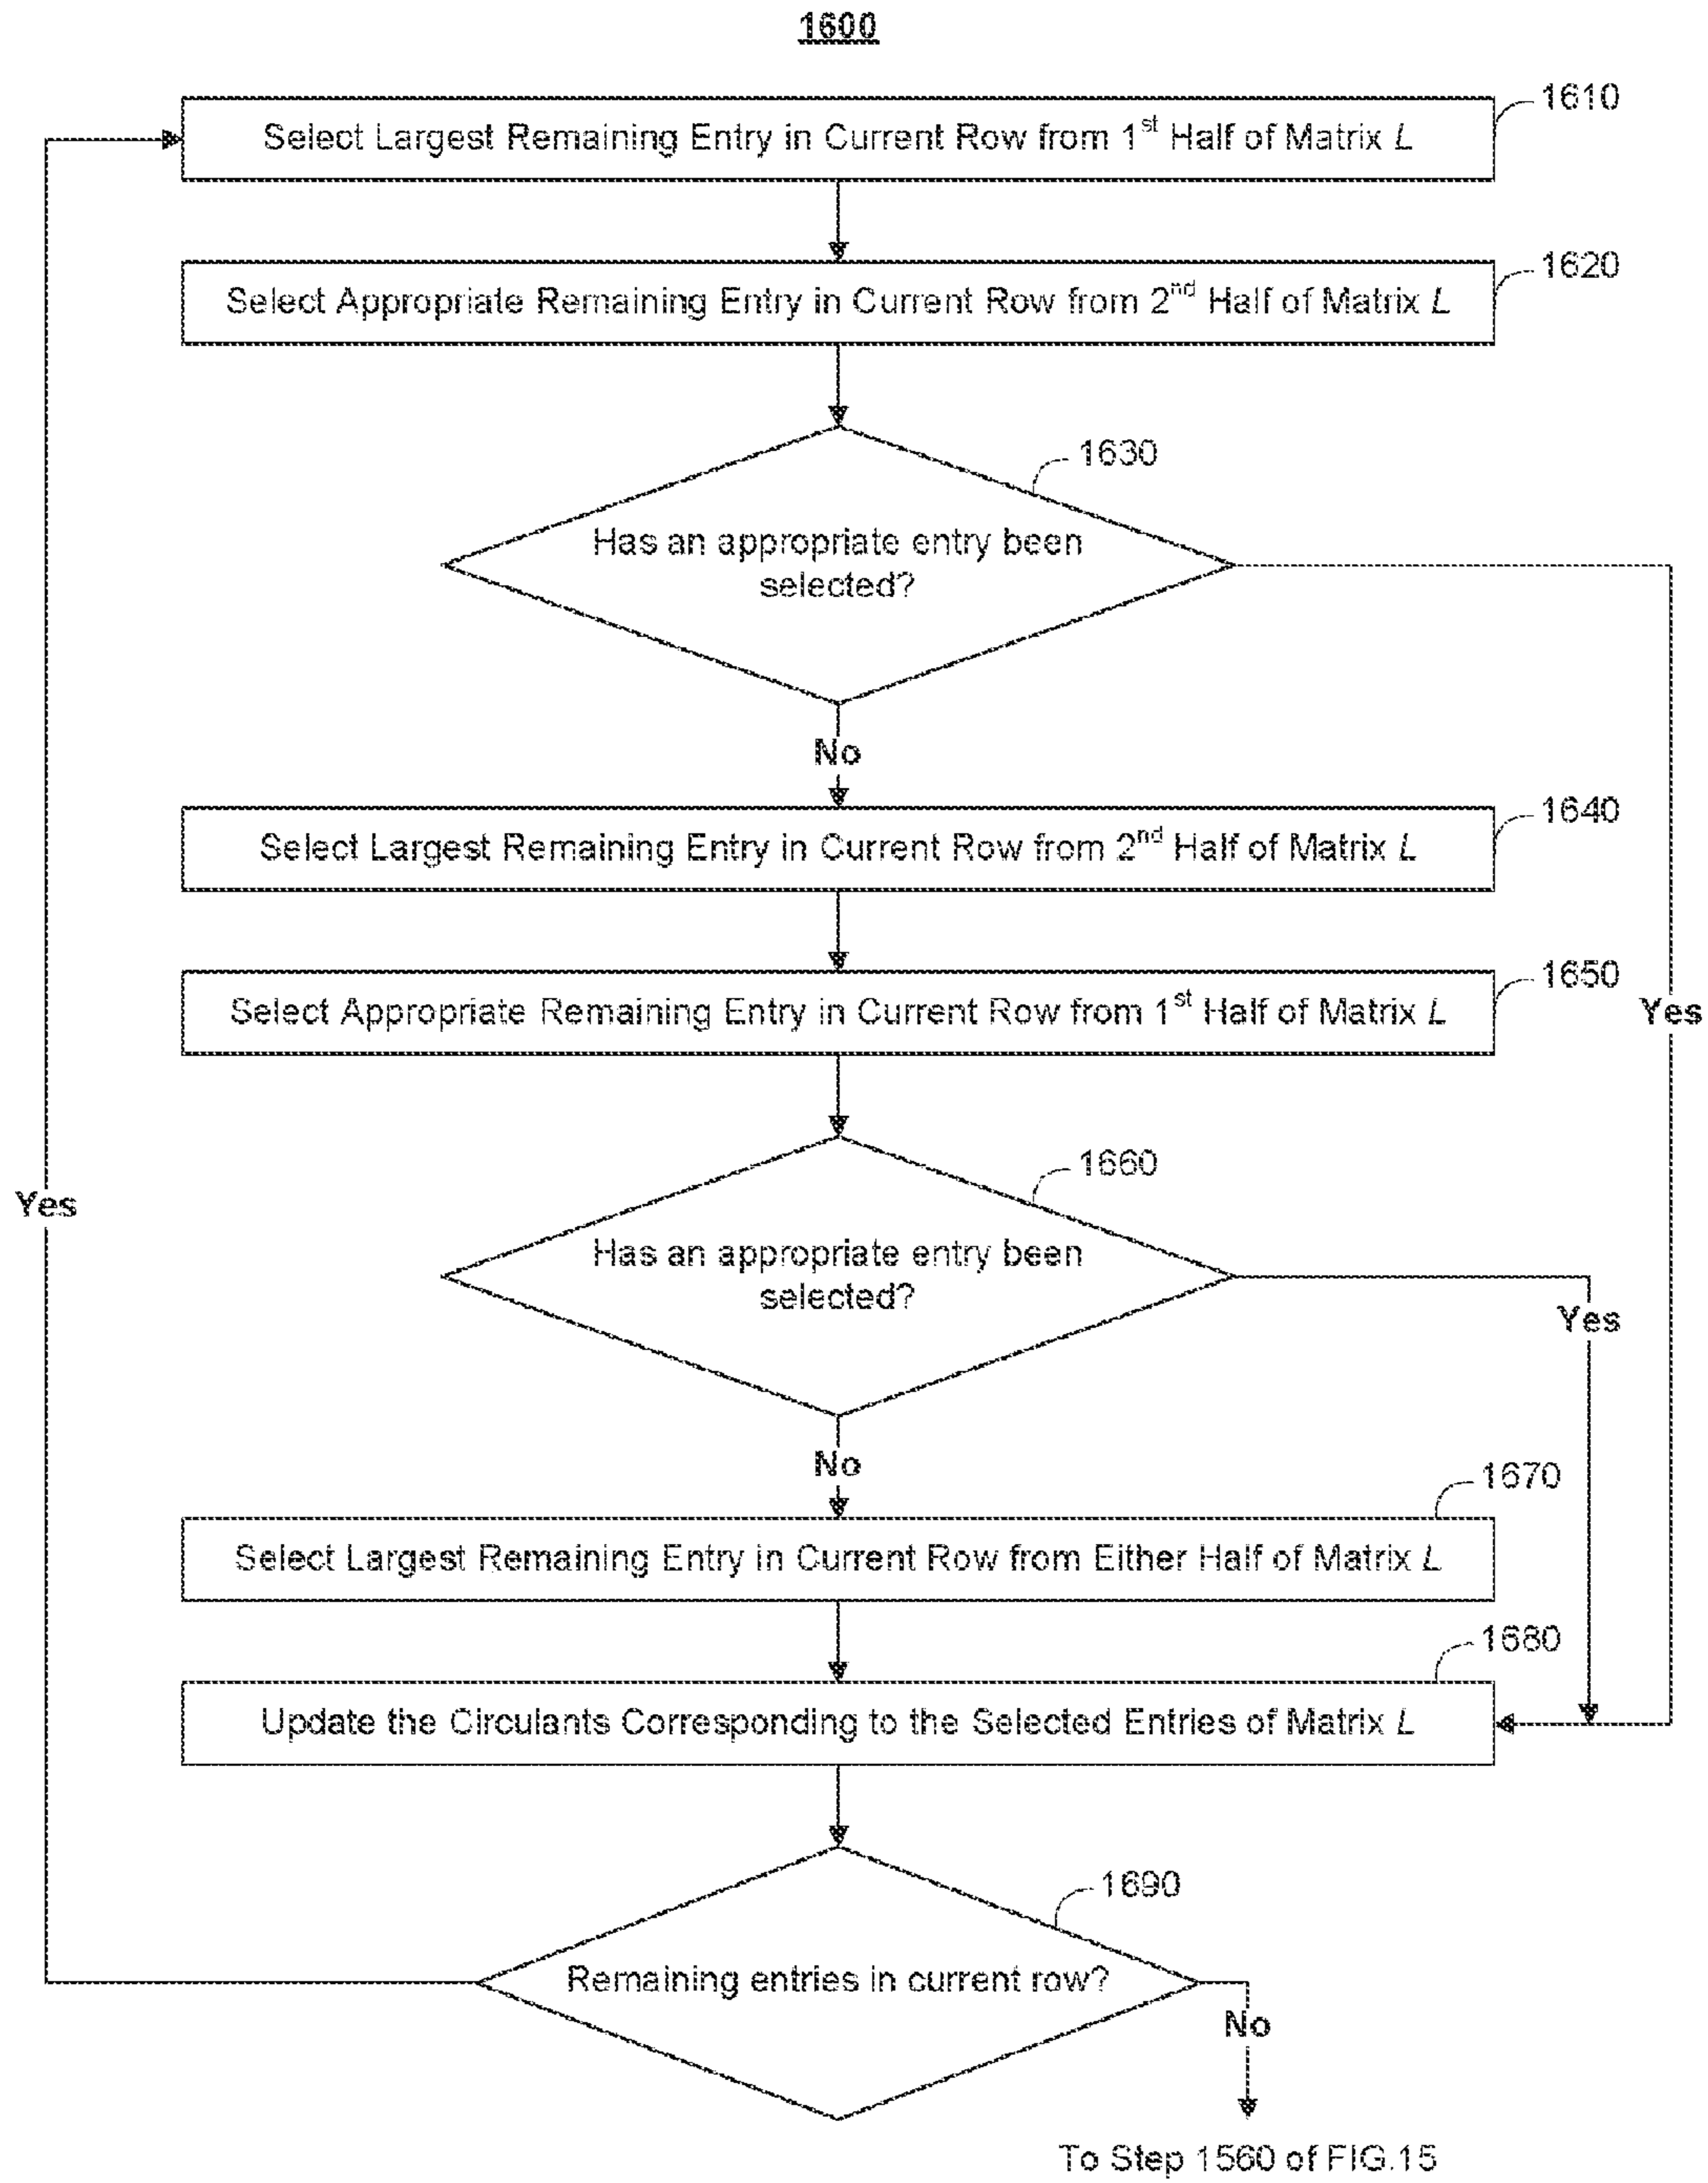 1600
1610
Select Largest Remaining Entry in Current Row from 1st Half of Matrix L
1620
Select Appropriate Remaining Entry in Current Row from 2nd Half of Matrix L
1630
Has an appropriate entry been
selected?
No
1640
Select Largest Remaining Entry in Current Row from 2nd Half of Matrix L
1650
Select Appropriate Remaining Entry in Current Row from 1st Half of Matrix L
Yes
1660
Yes
Has an appropriate entry been
selected?
Yes
No
1670
Select Largest Remaining Entry in Current Row from Either Half of Matrix L
1680
Update the Circulants Corresponding to the Selected Entries of Matrix L
1690
Remaining entries in current row?
No
To Step 1560 of FIG.15